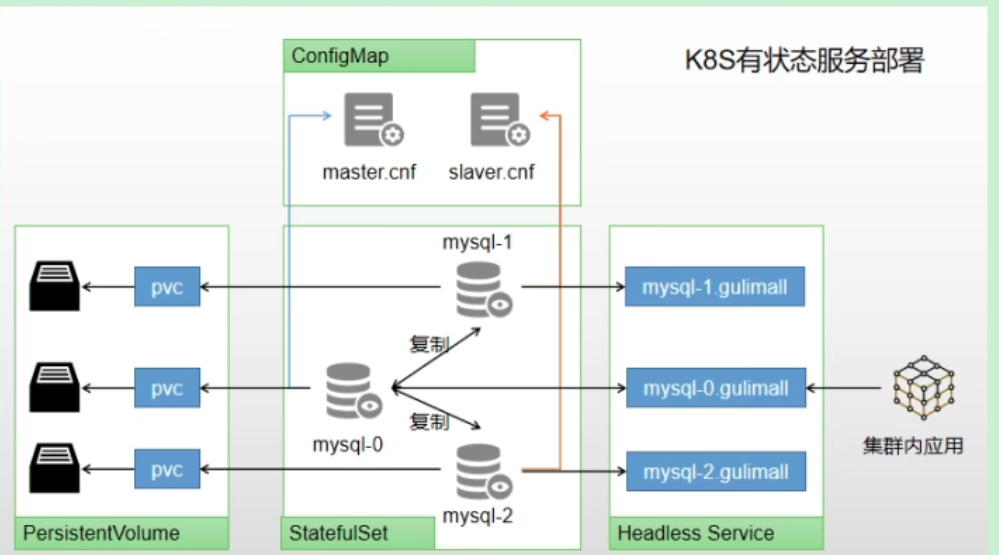 K8S有状态服务部署
ConfigMap
master.cnf
slaver.cnf
mysql-1
pvc
mysql-1.gulimall
复制
pvc
mysql-0
mysql-0.gulimall
集群内应用
复制
pvc
mysql-2
mysql-2.gulimall
PersistentVolume
StatefulSet
Headless Service